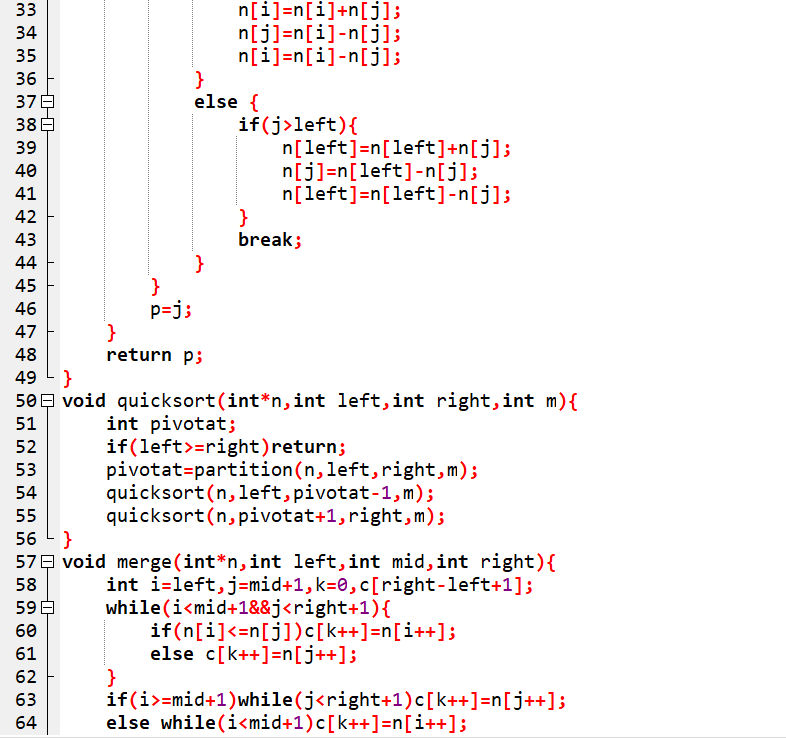 33 n[i]=n[i]+n[j];
34 n[j]=n[i]-n[j];
35 n[i]=n[i]-n[j];
36 }
37 else {
38 if(j>left){
39 n[left]=n[left]+n[j];
40 n[j]=n[left]-n[j];
41 n[left]=n[left]-n[j];
42 }
43 break;
44 }
45 }
46 p=j;
47 }
48 return p;
49 }
50 void quicksort(int*n,int left,int right,int m){
51 int pivotat;
52 if(left>=right)return;
53 pivotat=partition(n,left,right,m);
54 quicksort(n,left,pivotat-1,m);
55 quicksort(n,pivotat+1,right,m);
56 }
57 void merge(int*n,int left,int mid,int right){
58 int i=left,j=mid+1,k=0,c[right-left+1];
59 while(i<mid+1&&j<right+1){
60 if(n[i]<=n[j])c[k++]=n[i++];
61 else c[k++]=n[j++];
62 }
63 if(i>=mid+1)while(j<right+1)c[k++]=n[j++];
64 else while(i<mid+1)c[k++]=n[i++];